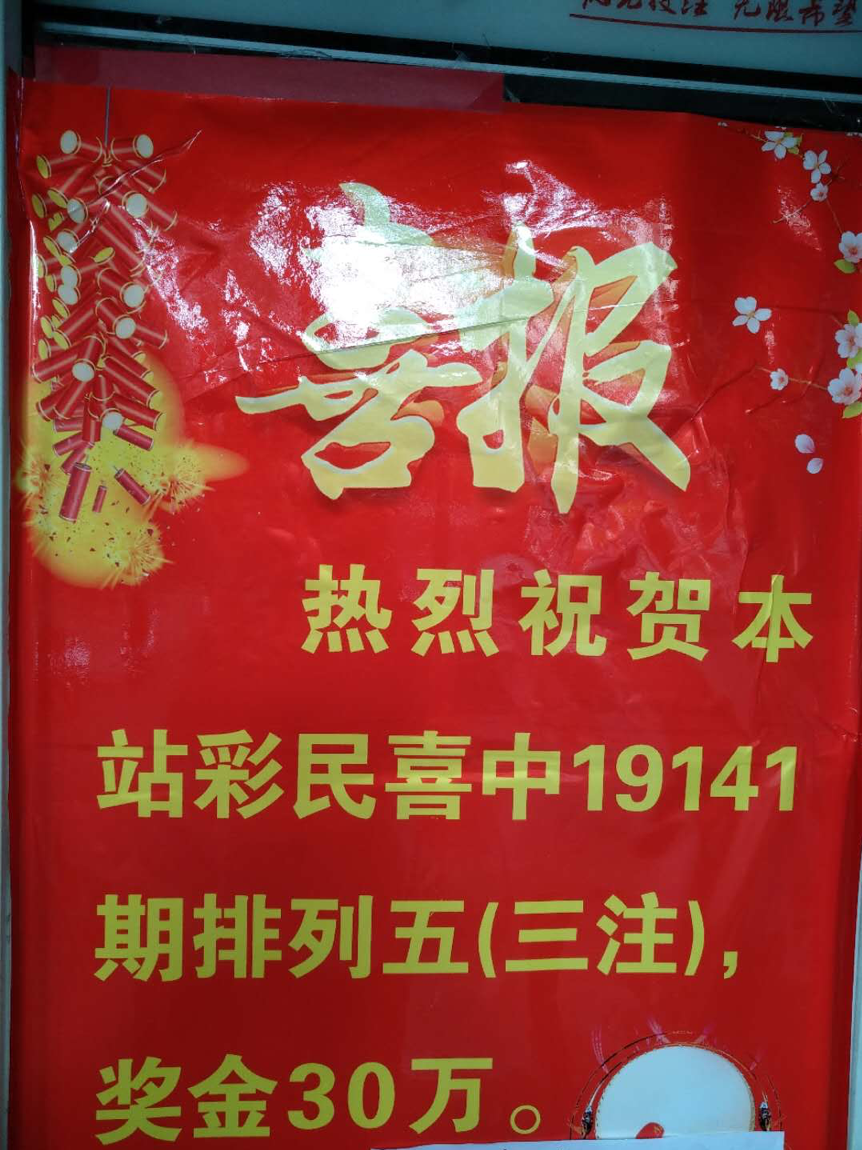 喜报
热烈祝贺本
站彩民喜中19141
期排列五(三注),
奖金30万。